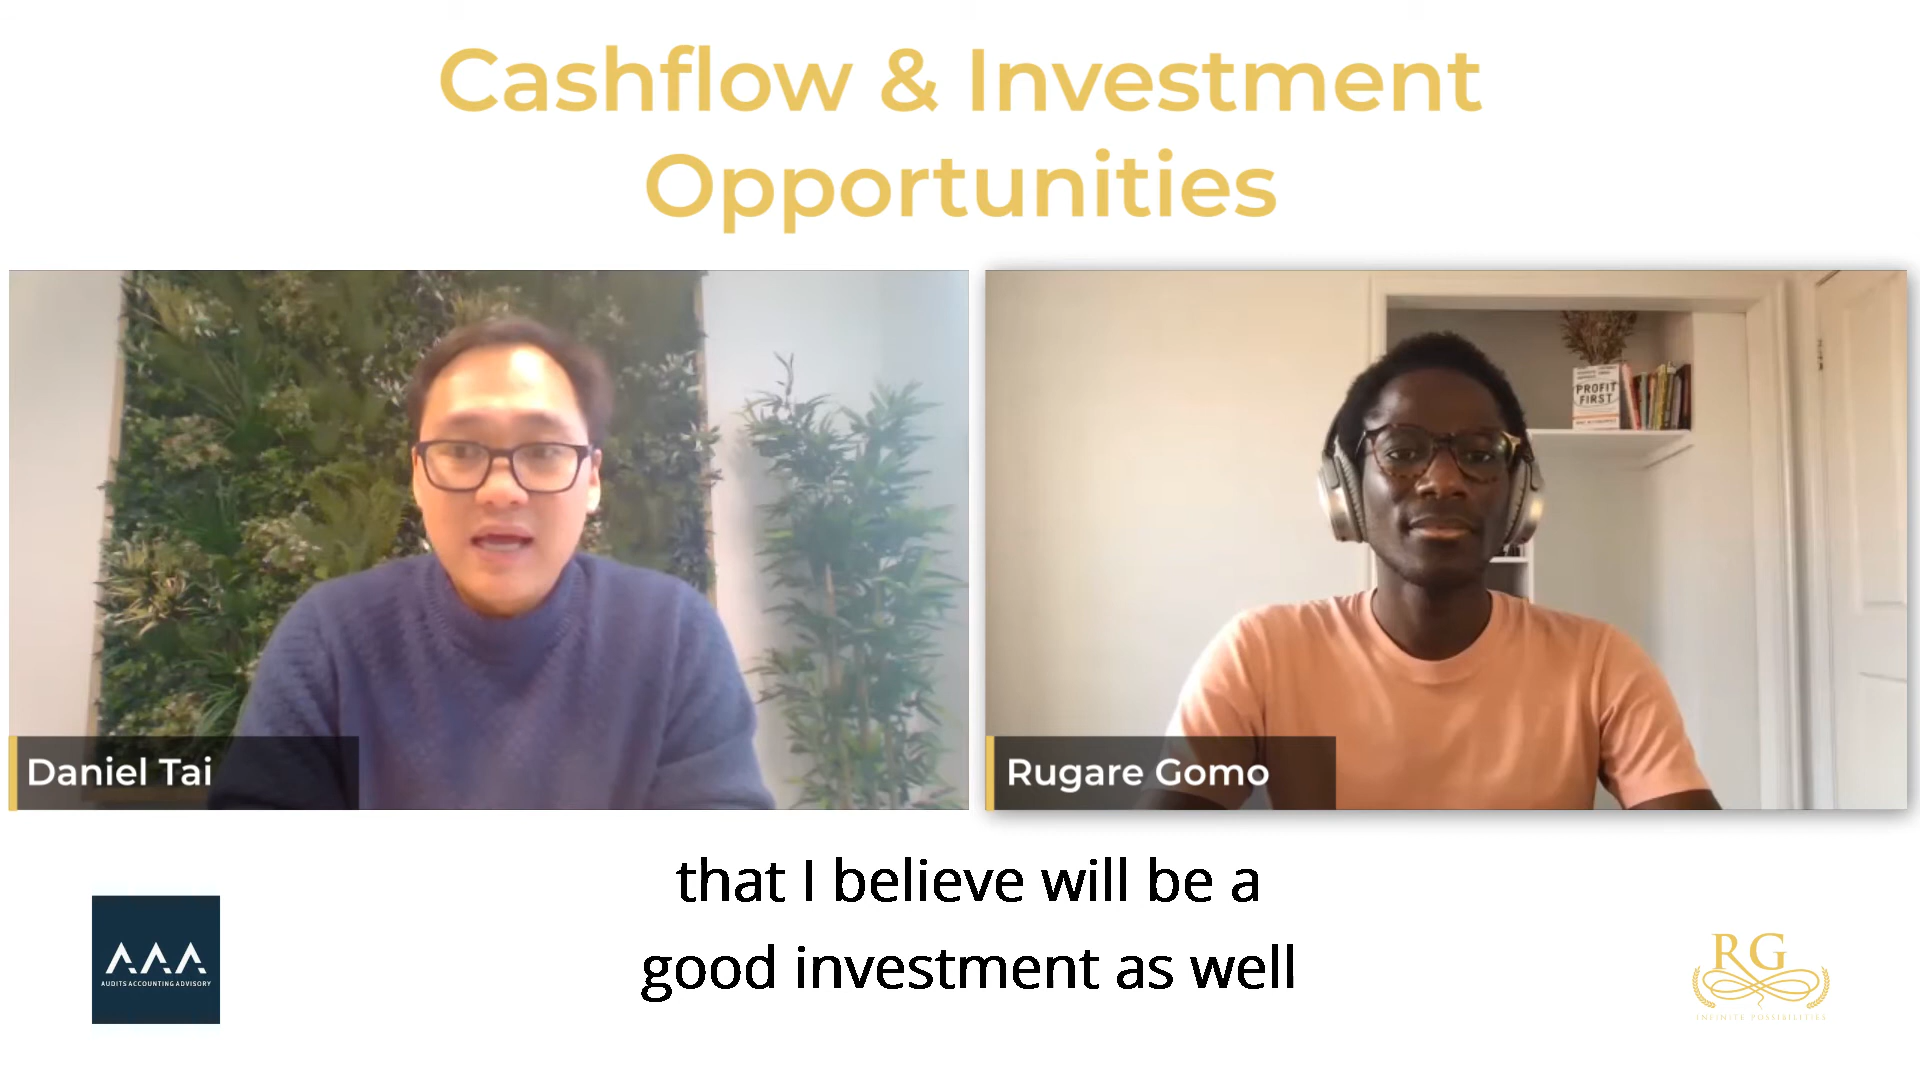 Cashflow & Investment
Opportunities
PROFIT
FIRST
Daniel Tai
Rugare Gomo
that I believe will be a
good investment as well
AAA
AUDITS ACCOUNTING ADVISORY
RG
INFINITE POSSIBILITIES